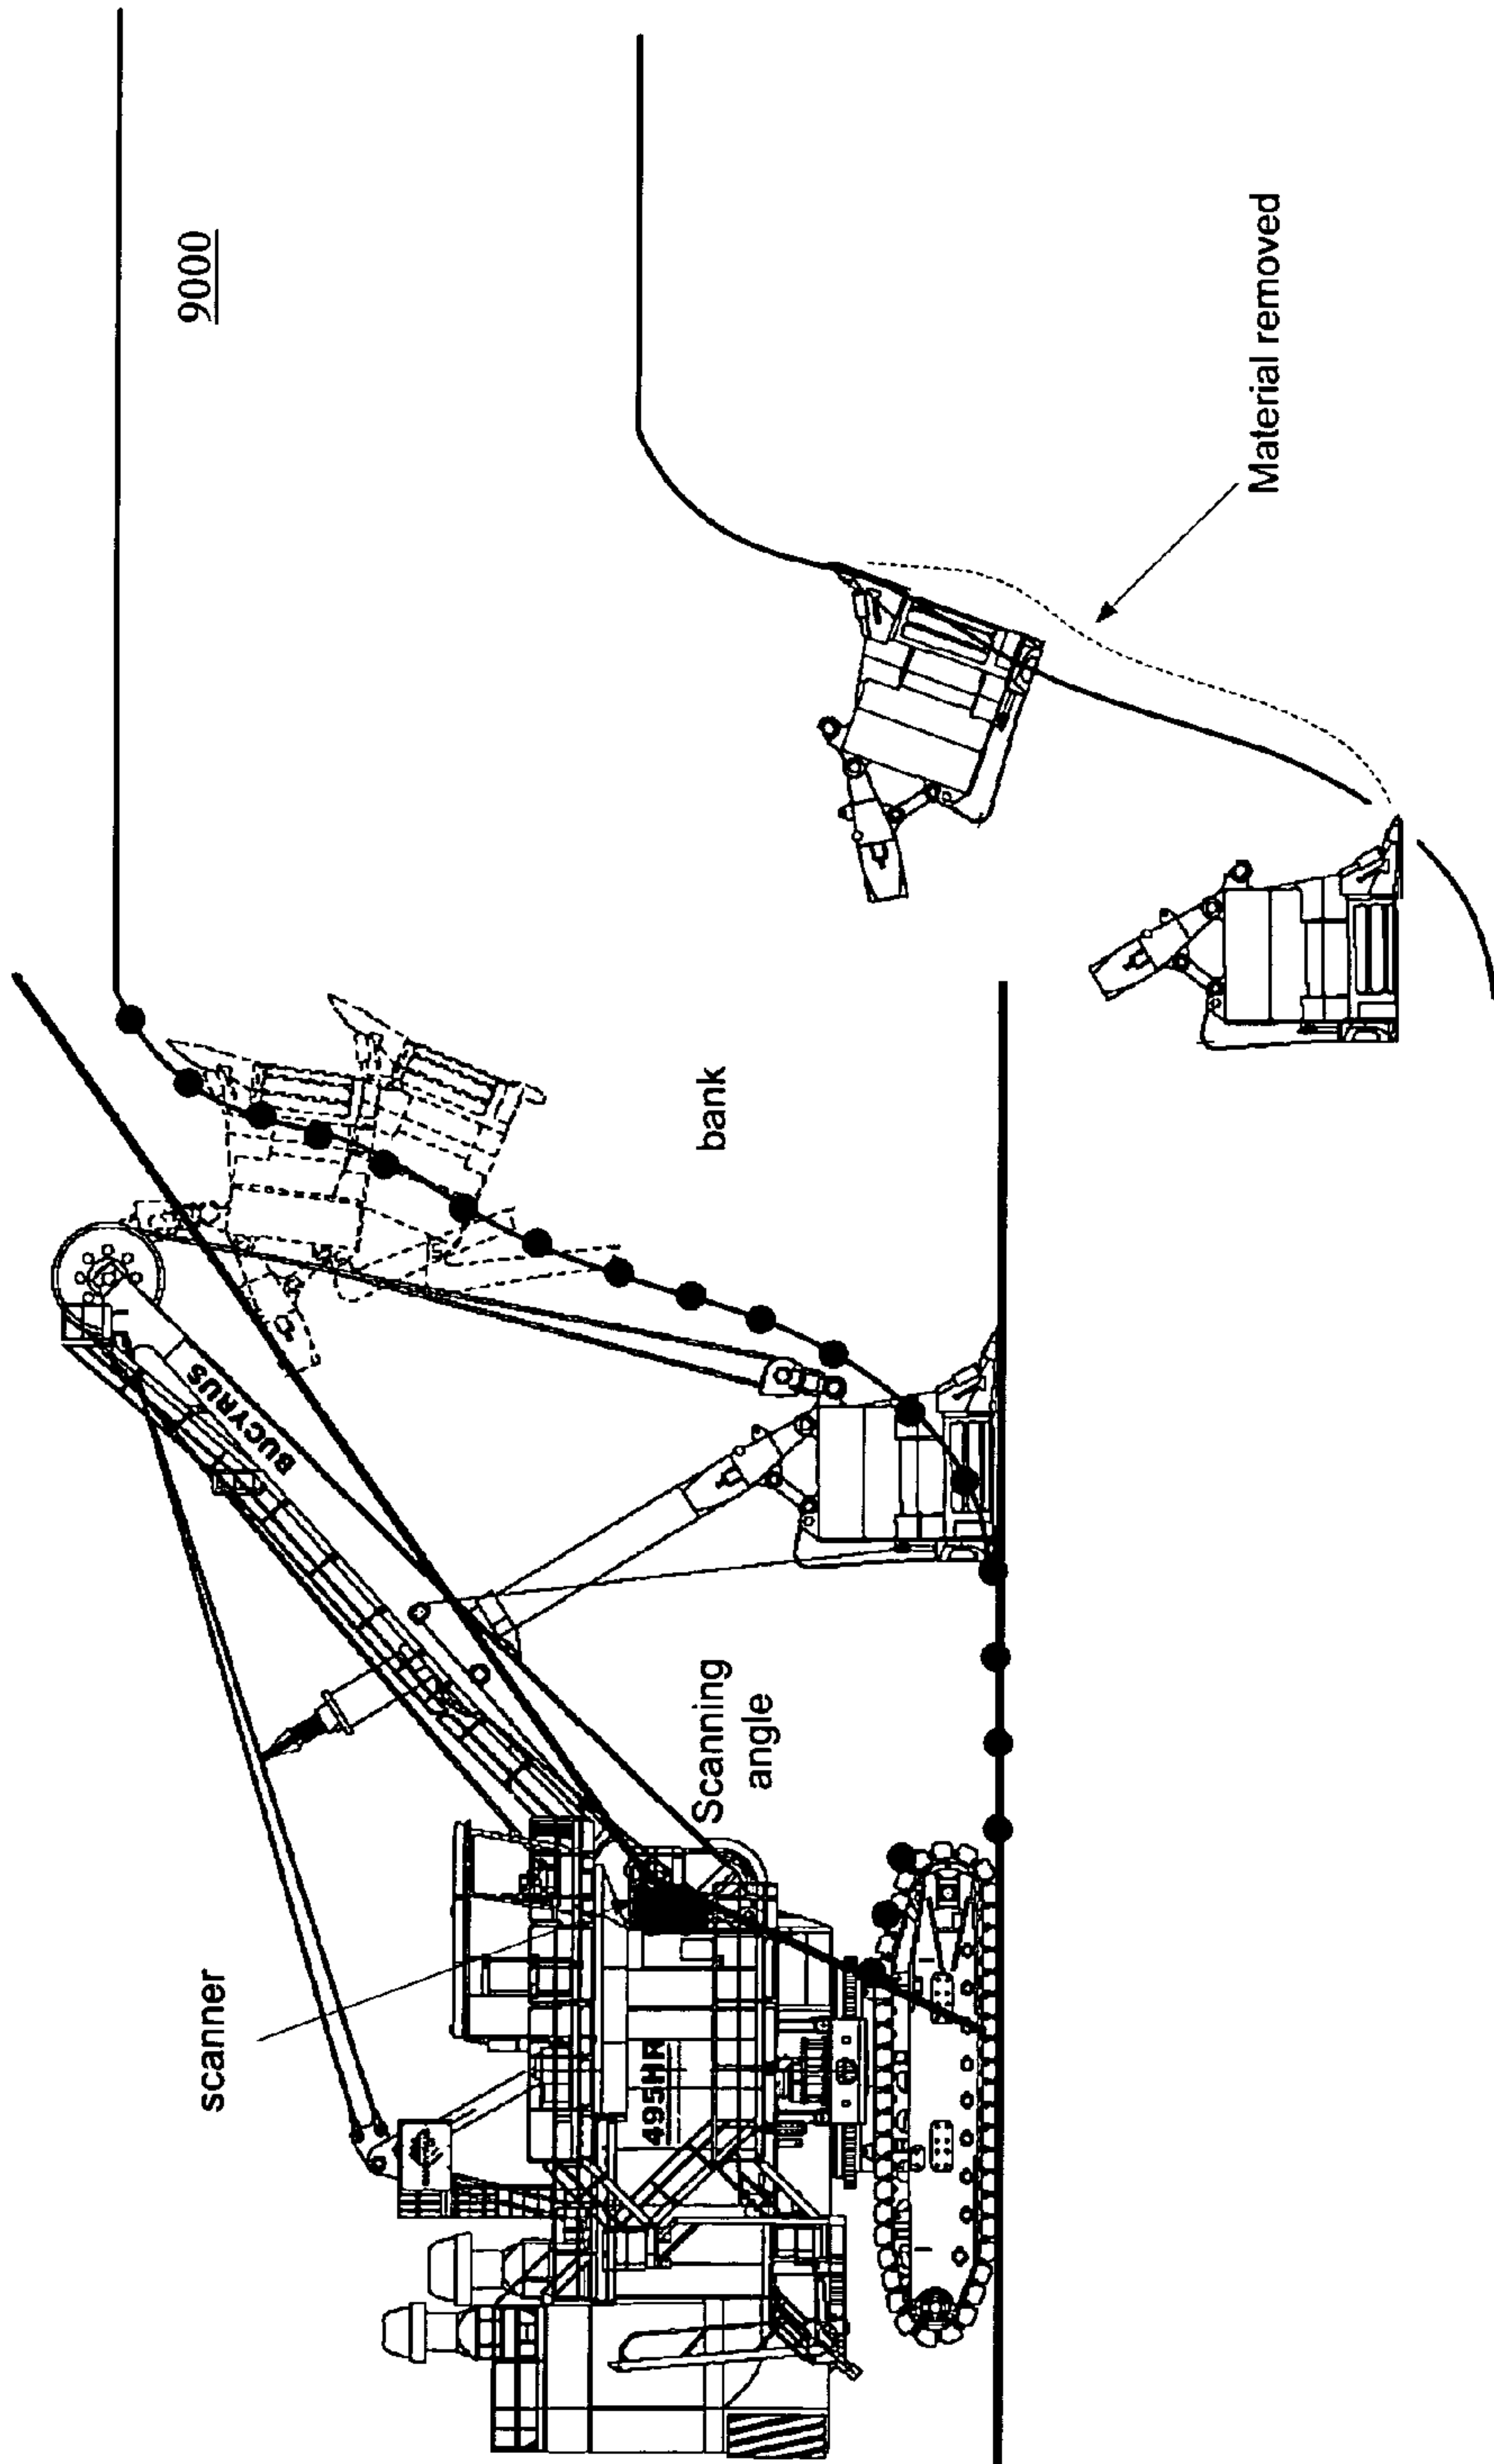 9000
BUCYRUS
scanner
bank
Scanning
angle
495HR
Material removed